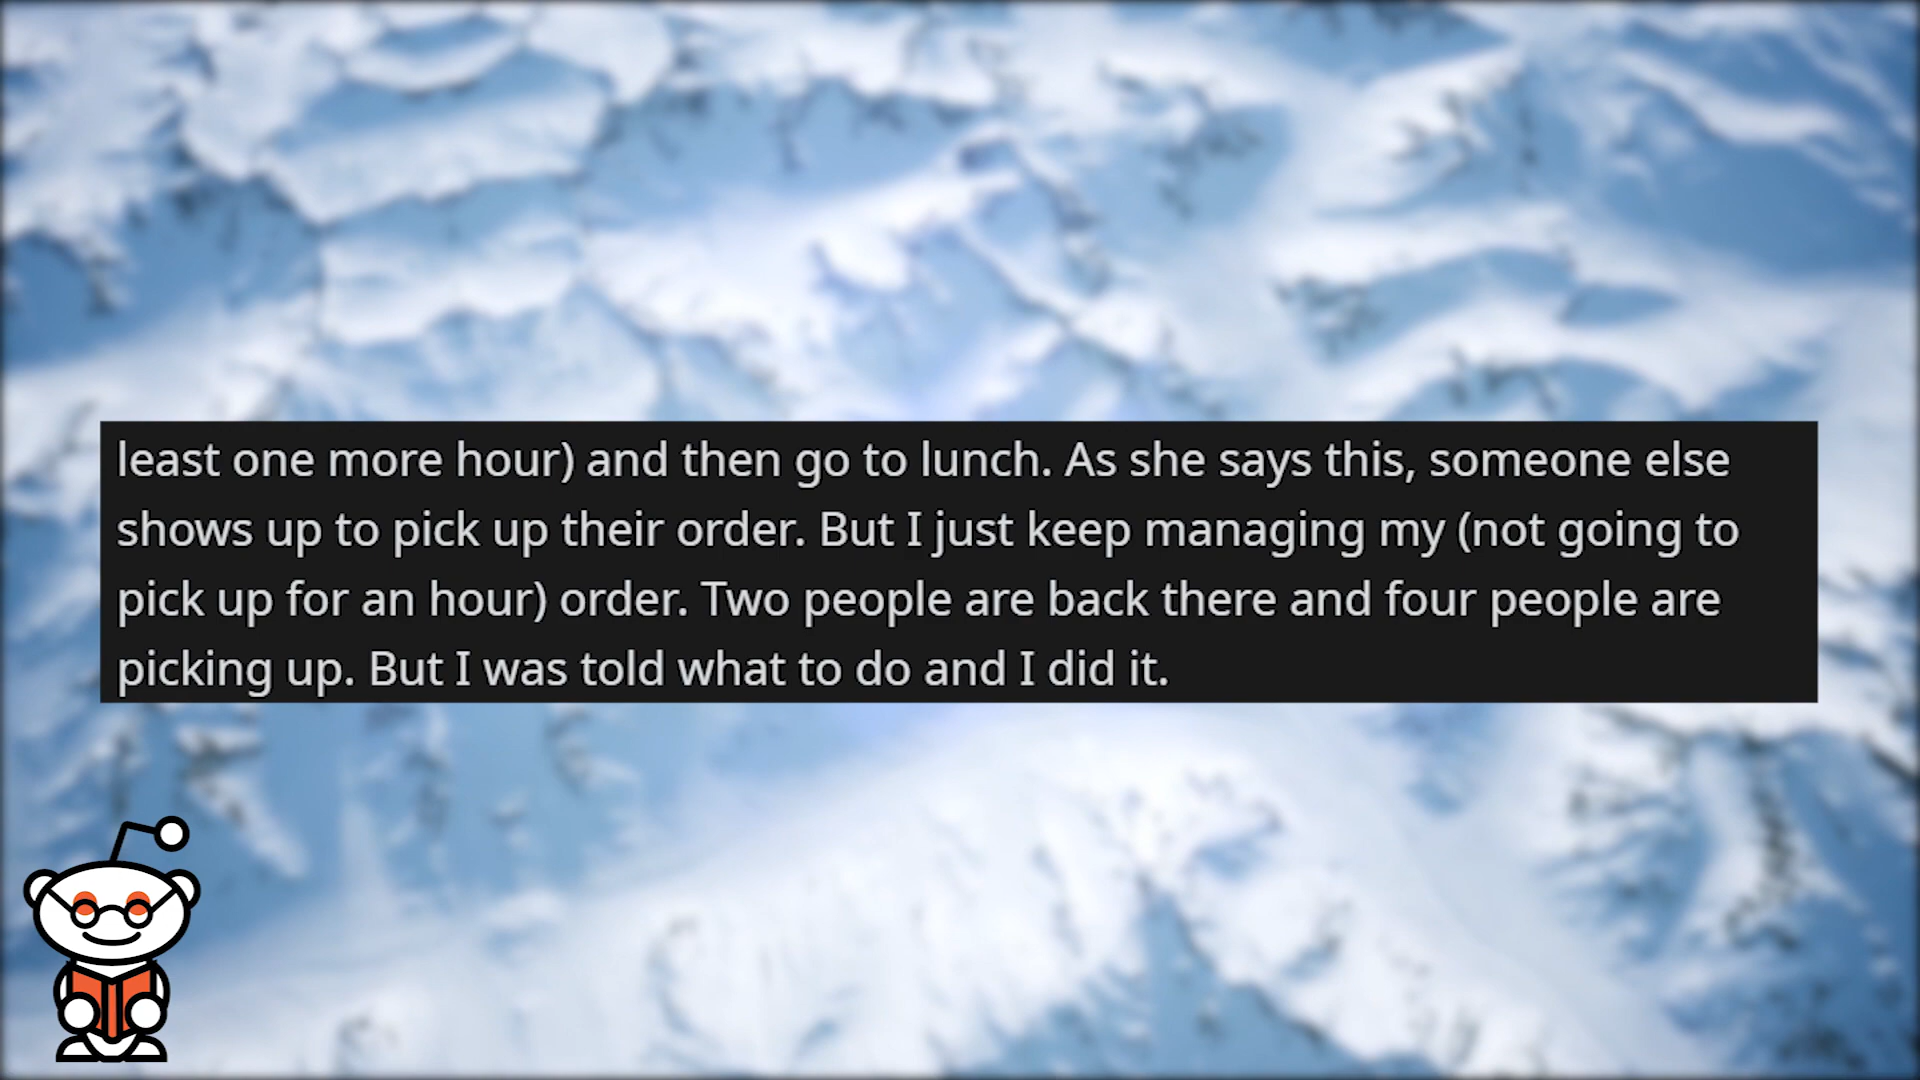 least one more hour) and then go to lunch. As she says this, someone else
shows up to pick up their order. But I just keep managing my (not going to
pick up for an hour) order. Two people are back there and four people are
picking up. But I was told what to do and I did it.